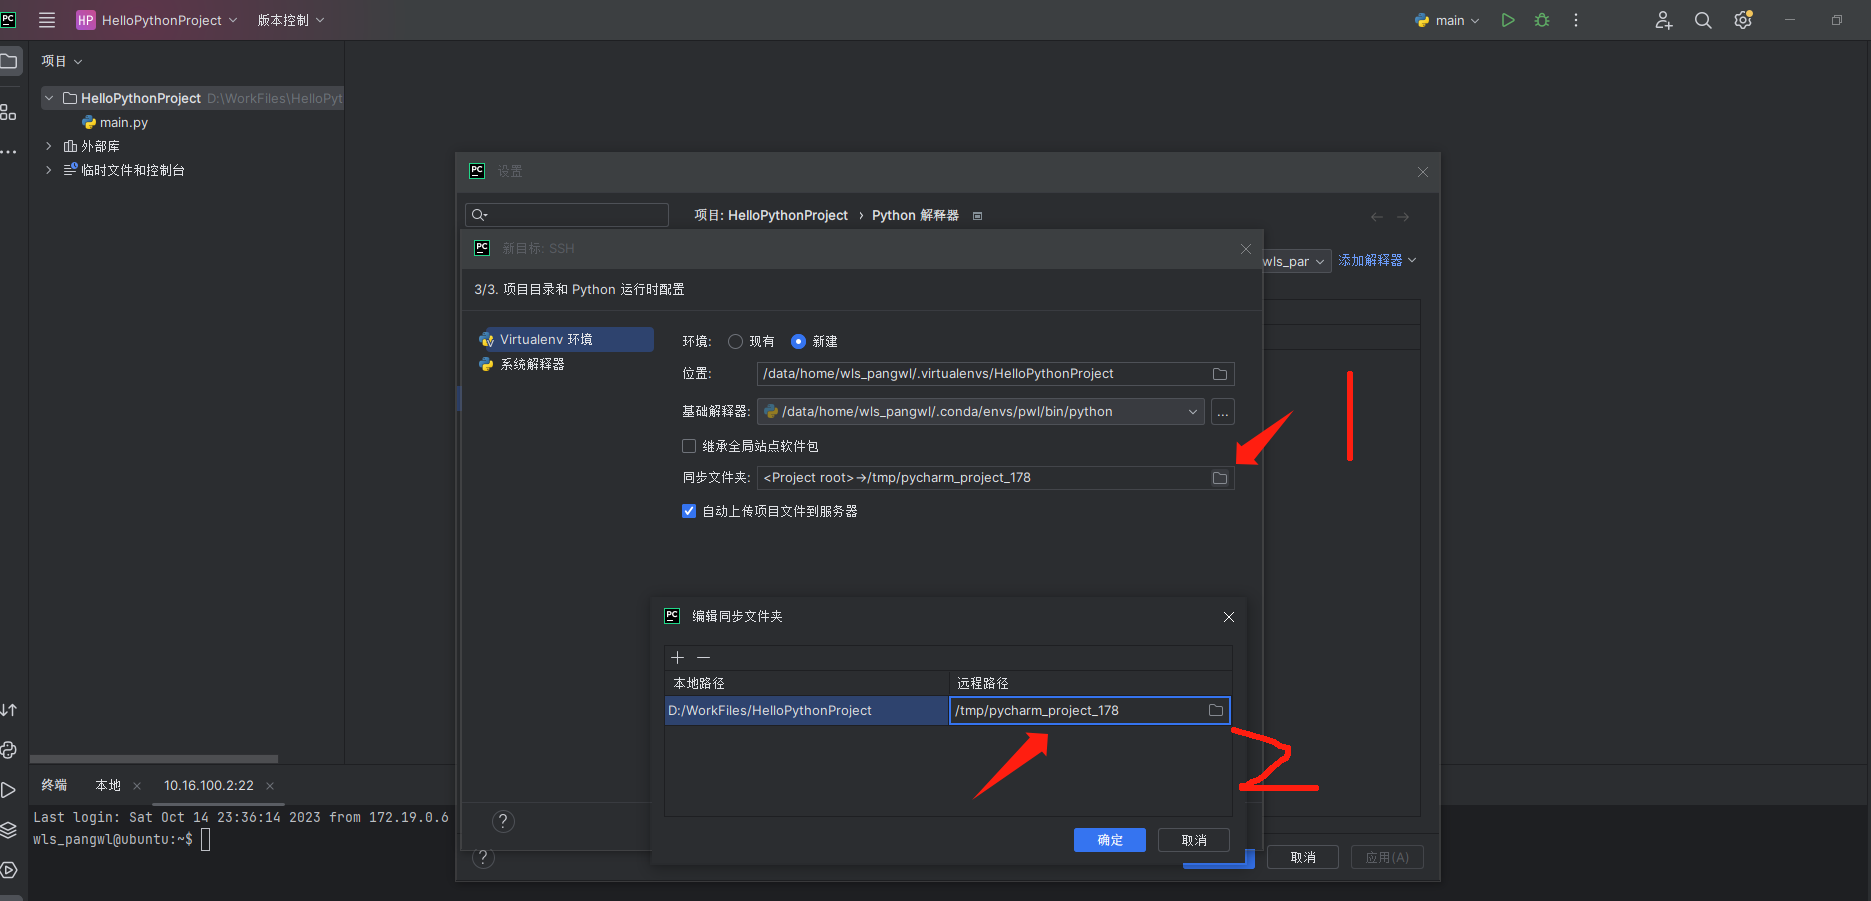 PC HP HelloPythonProject 版本控制 main
项目
HelloPythonProject D:\WorkFiles\HelloPyt
main.py
外部库
临时文件和控制台
PC 设置
项目: HelloPythonProject › Python 解释器
PC 新目标: SSH
wls_par 添加解释器
3/3. 项目目录和 Python 运行时配置
Virtualenv 环境
系统解释器
环境: 现有 新建
位置: /data/home/wls_pangwl/.virtualenvs/HelloPythonProject
基础解释器: /data/home/wls_pangwl/.conda/envs/pwl/bin/python ...
继承全局站点软件包
同步文件夹: <Project root>→/tmp/pycharm_project_178
自动上传项目文件到服务器
1
PC 编辑同步文件夹
本地路径 远程路径
D:/WorkFiles/HelloPythonProject /tmp/pycharm_project_178
2
确定 取消
? 
? 取消 应用(A)
终端 本地 10.16.100.2:22
Last login: Sat Oct 14 23:36:14 2023 from 172.19.0.6
wls_pangwl@ubuntu:~$